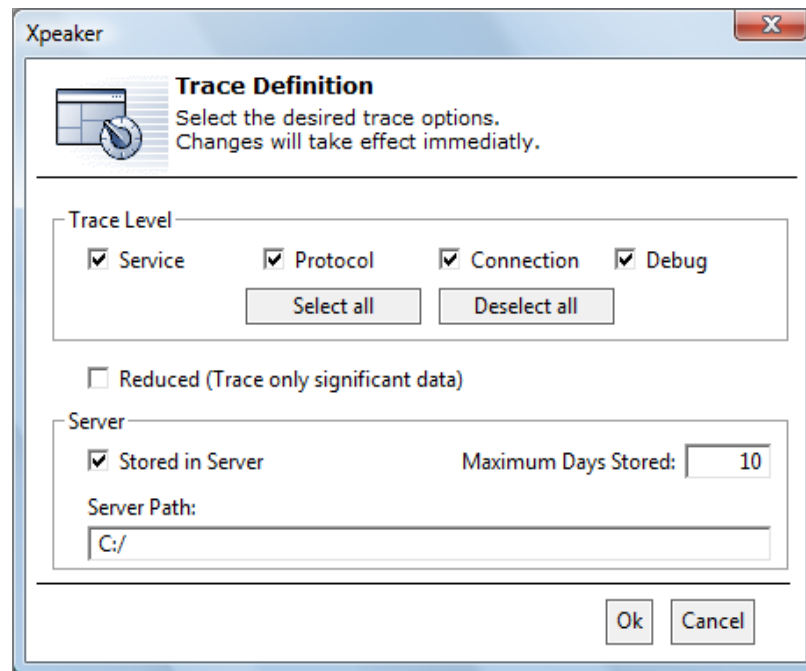 Xpeaker
Trace Definition
Select the desired trace options.
Changes will take effect immediatly.
Trace Level
Service Protocol Connection Debug
Select all Deselect all
Reduced (Trace only significant data)
Server
Stored in Server Maximum Days Stored: 10
Server Path:
C:/
Ok Cancel